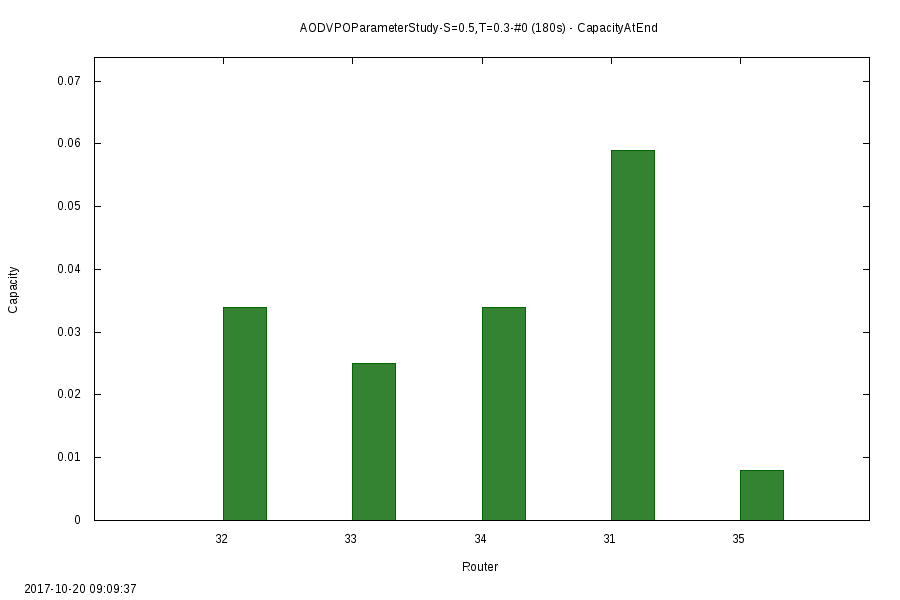 AODVPOParameterStudy-S=0.5,T=0.3-#0 (180s) - CapacityAtEnd
0.07
0.06
0.05
0.04
0.03
0.02
0.01
0
Capacity
32 33 34 31 35
Router
2017-10-20 09:09:37